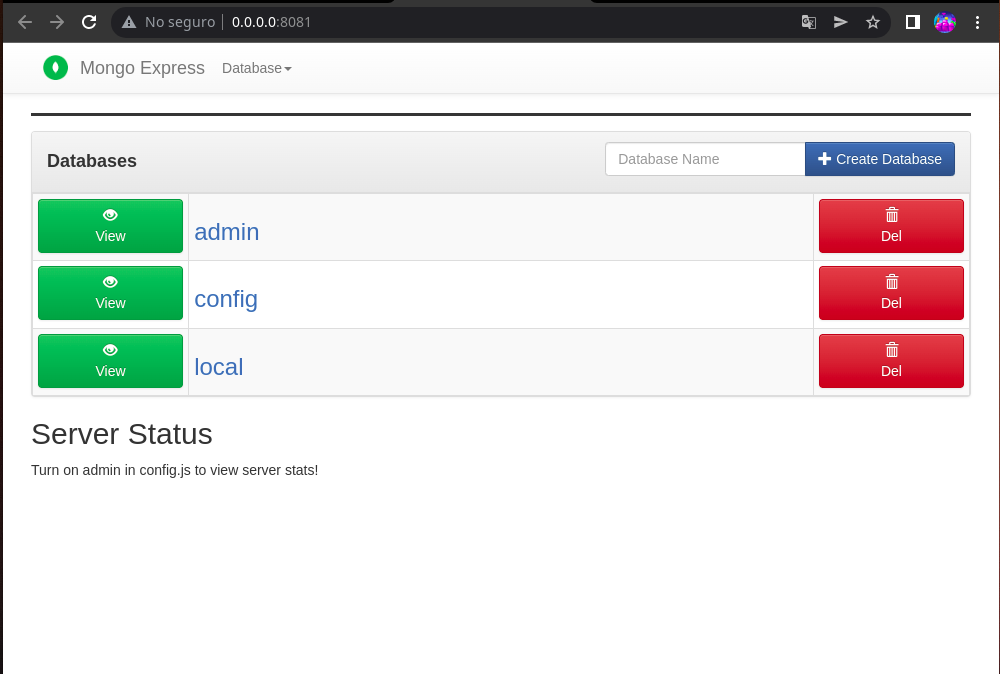 No seguro 0.0.0.0:8081
Mongo Express Database
Databases Database Name Create Database
View admin Del
View config Del
View local Del
Server Status
Turn on admin in config.js to view server stats!